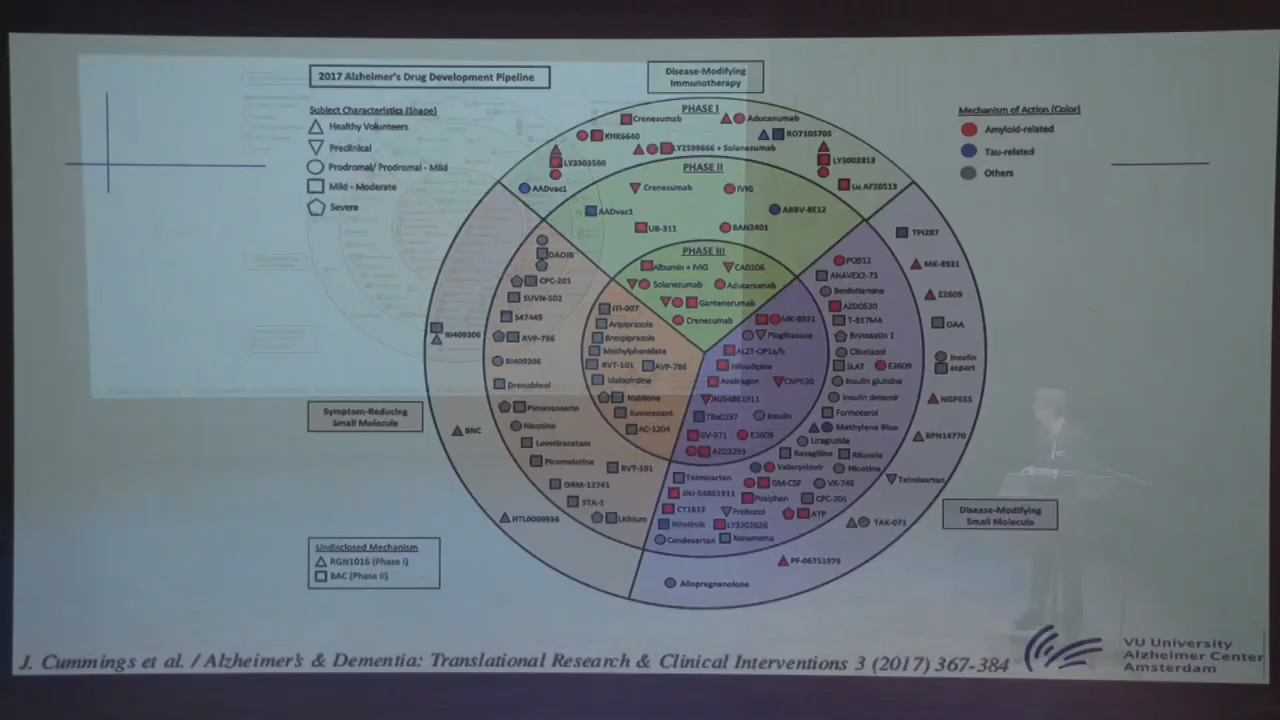 2017 Alzheimer's Drug Development Pipeline
Subject Characteristics (Shape)
Healthy Volunteers
Preclinical
Prodromal/ Prodromal - Mild
Mild - Moderate
Severe
Disease-Modifying
Immunotherapy
Mechanism of Action (Color)
Amyloid-related
Tau-related
Others
PHASE I
Crenezumab
Aducanumab
KHK6640
RO7105705
LY2599666 + Solanezumab
LY3303560
LY3002813
AADvac1
Lu AF20513
PHASE II
Crenezumab
IVIG
AADvac1
ABBV-8E12
UB-311
BAN2401
PHASE III
Albumin + IVIG
CAD106
Solanezumab
Aducanumab
Gantenerumab
Crenezumab
DAOIB
CPC-201
SUVN-502
S47445
AVP-786
BI409306
BI409306
Dronabinol
Pimavanserin
Nicotine
Levetiracetam
Piromelatine
RVT-101
ORM-12741
STA-1
Lithium
BNC
HTL0009936
ITI-007
Aripiprazole
Brexpiprazole
Methylphenidate
RVT-101
AVP-786
Idalopirdine
Nabilone
Suvorexant
AC-1204
MK-8931
Pioglitazone
ALZT-OP1a/b
Nilvadipine
Azeliragon
CNP520
JNJ54861911
TRx0237
Insulin
GV-971
E2609
AZD3293
PQ912
ANAVEX2-73
Benfotiamine
AZD0530
T-817MA
Bryostatin 1
Cilostazol
SLAT
E2609
Insulin glulisine
Insulin detemir
Formoterol
Methylene Blue
Liraglutide
Rasagiline
Riluzole
Valacyclovir
Nicotine
Telmisartan
GM-CSF
VX-745
JNJ-54861911
Posiphen
CPC-201
CT1812
Probucol
ATP
Nilotinib
LY3202626
Candesartan
Xanamema
TPI287
MK-8931
E2609
OAA
Insulin
aspart
NGP555
BPN14770
Telmisartan
TAK-071
PF-06751979
Allopregnanolone
Symptom-Reducing
Small Molecule
Disease-Modifying
Small Molecule
Undisclosed Mechanism
RGN1016 (Phase I)
BAC (Phase II)
J. Cummings et al. / Alzheimer's & Dementia: Translational Research & Clinical Interventions 3 (2017) 367-384
VU University
Alzheimer Center
Amsterdam